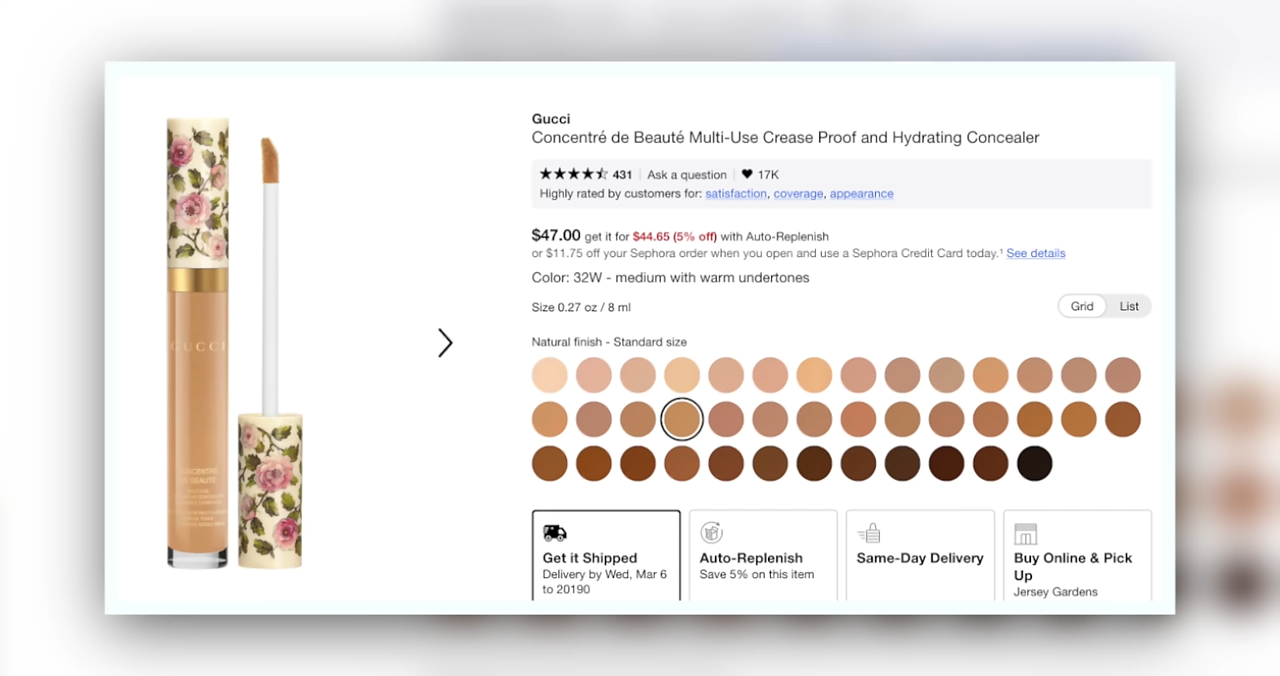 Gucci
Concentré de Beauté Multi-Use Crease Proof and Hydrating Concealer
★★★★⯪ 431 | Ask a question | ♥ 17K
Highly rated by customers for: satisfaction, coverage, appearance
$47.00 get it for $44.65 (5% off) with Auto-Replenish
or $11.75 off your Sephora order when you open and use a Sephora Credit Card today.¹ See details
Color: 32W - medium with warm undertones
Size 0.27 oz / 8 ml
Grid List
Natural finish - Standard size
GUCCI
Get it Shipped
Delivery by Wed, Mar 6
to 20190
Auto-Replenish
Save 5% on this item
Same-Day Delivery
Buy Online & Pick
Up
Jersey Gardens